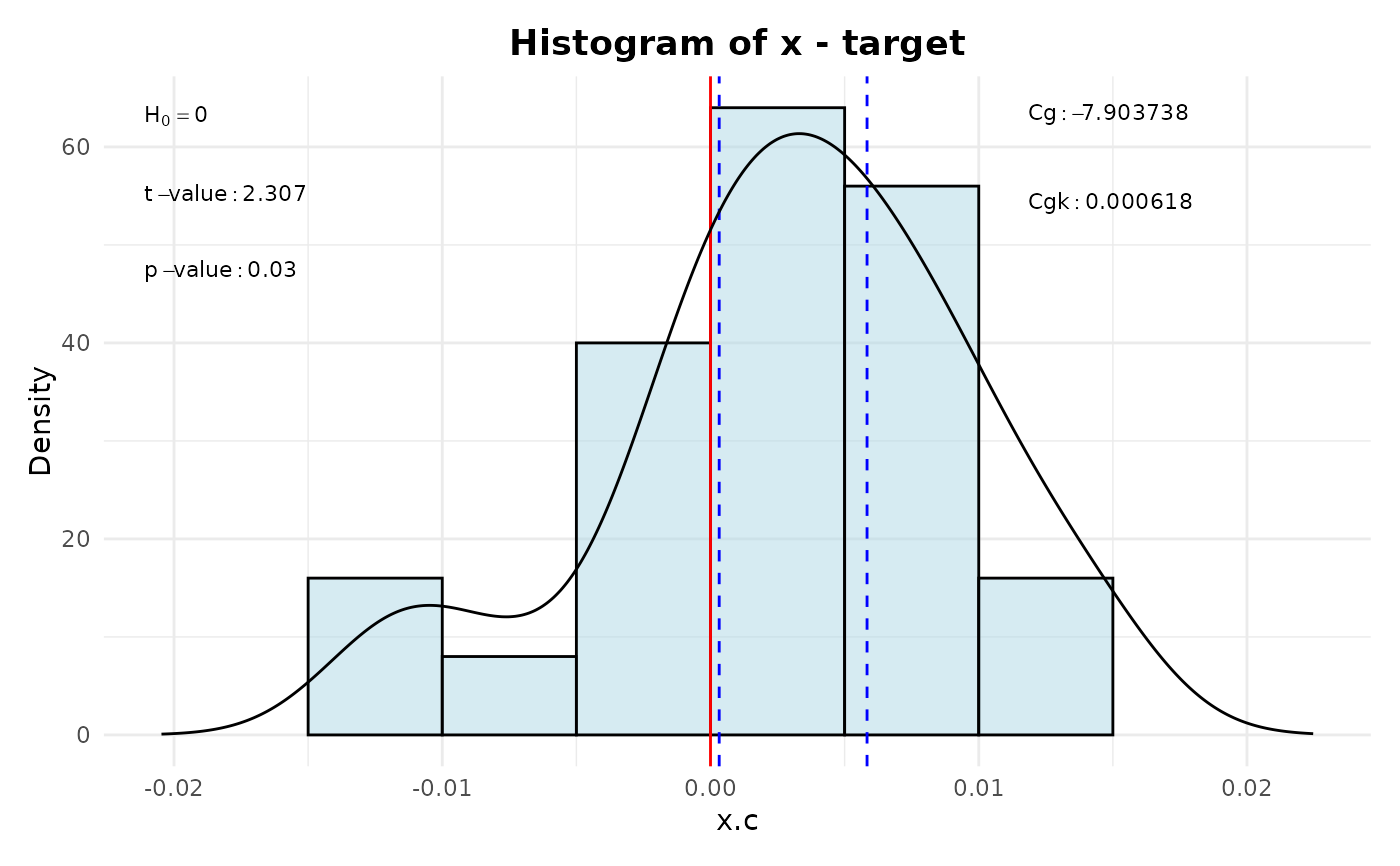 Histogram of x - target
H₀ = 0
t – value : 2.307
p – value : 0.03
Cg : –7.903738
Cgk : 0.000618
Density
60
40
20
0
-0.02 -0.01 0.00 0.01 0.02
x.c